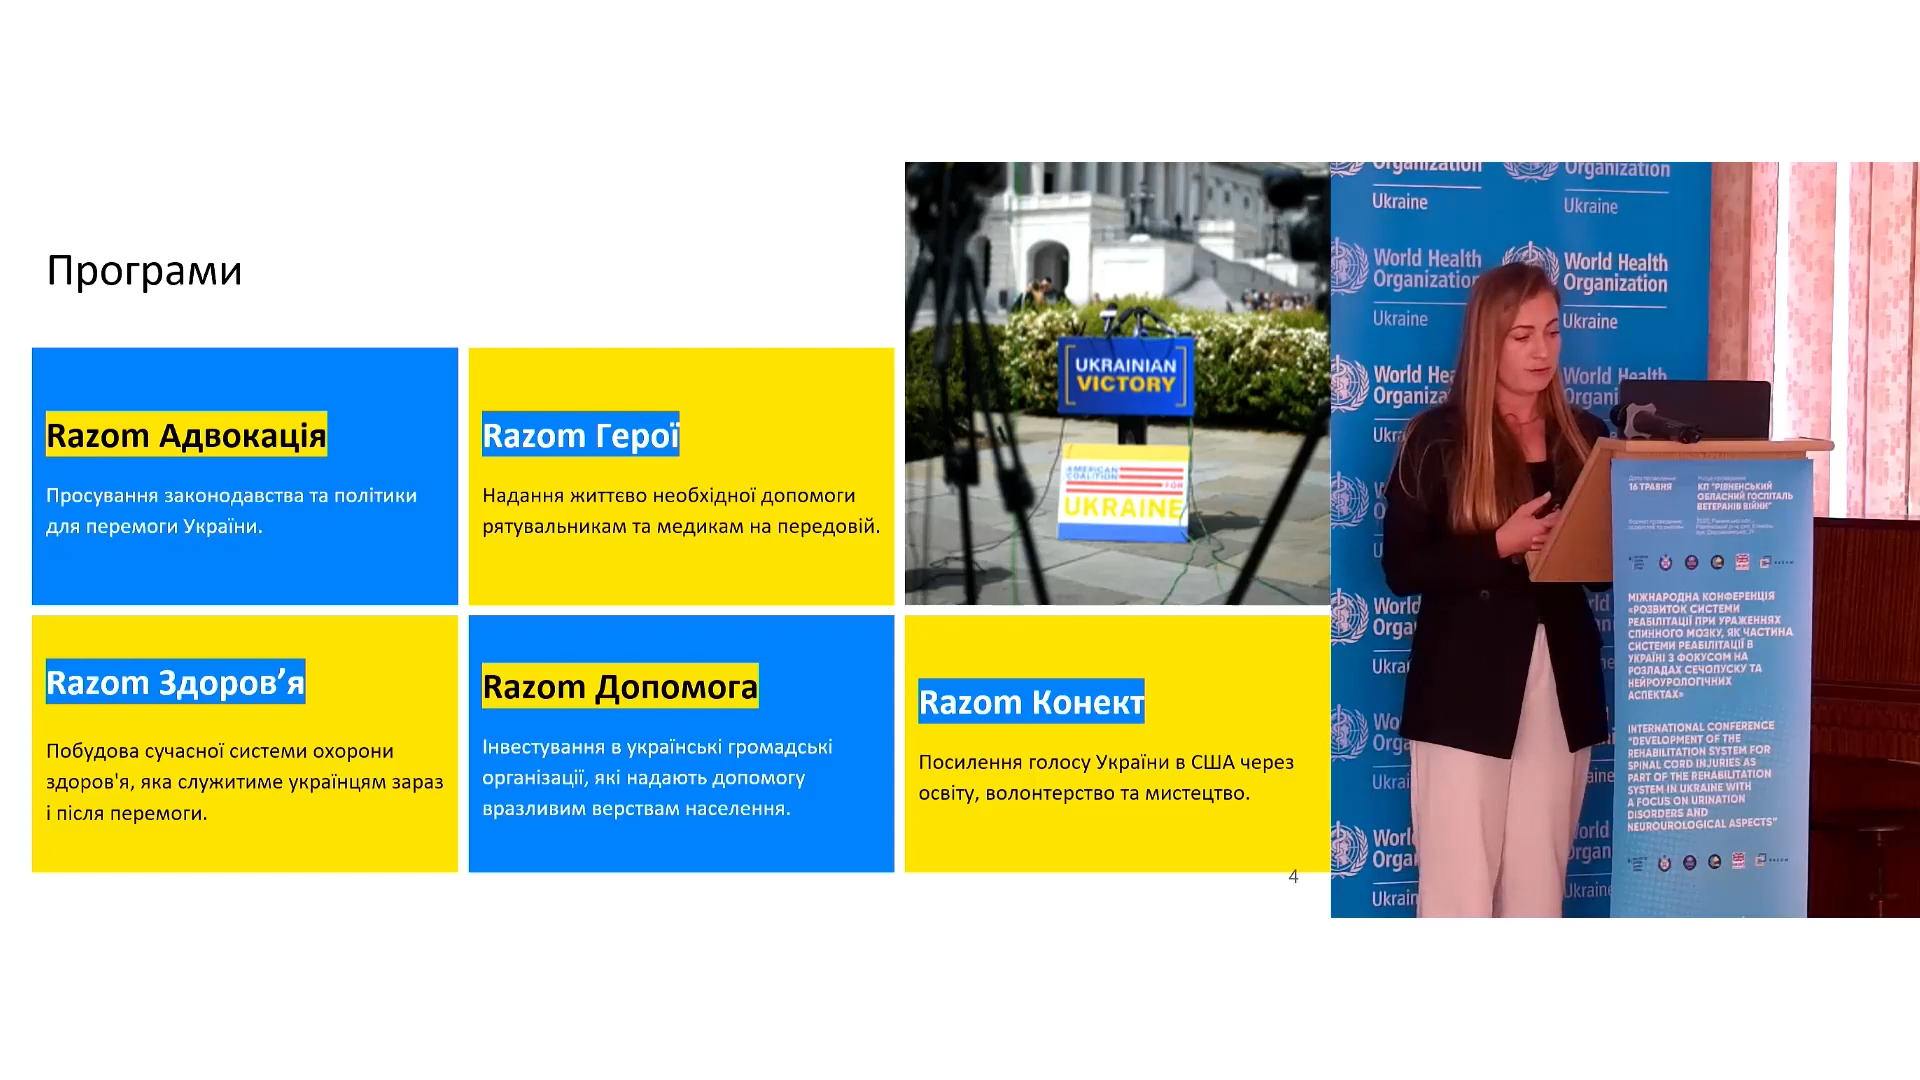 Програми
Razom Адвокація
Просування законодавства та політики
для перемоги України.
Razom Герої
Надання життєво необхідної допомоги
рятувальникам та медикам на передовій.
UKRAINIAN
VICTORY
AMERICAN
COALITION
FOR
UKRAINE
Razom Здоров’я
Побудова сучасної системи охорони
здоров'я, яка служитиме українцям зараз
і після перемоги.
Razom Допомога
Інвестування в українські громадські
організації, які надають допомогу
вразливим верствам населення.
Razom Конект
Посилення голосу України в США через
освіту, волонтерство та мистецтво.
4
Organization
Ukraine
Organization
Ukraine
World Health
Organization
Ukraine
World Health
Organization
Ukraine
World Health
16 ТРАВНЯ
КП "РІВНЕНСЬКИЙ
ОБЛАСНИЙ ГОСПІТАЛЬ
ВЕТЕРАНІВ ВІЙНИ"
МІЖНАРОДНА КОНФЕРЕНЦІЯ
«РОЗВИТОК СИСТЕМИ
РЕАБІЛІТАЦІЇ ПРИ УРАЖЕННЯХ
СПИННОГО МОЗКУ, ЯК ЧАСТИНА
СИСТЕМИ РЕАБІЛІТАЦІЇ В
УКРАЇНІ З ФОКУСОМ НА
РОЗЛАДАХ СЕЧОПУСКУ ТА
НЕЙРОУРОЛОГІЧНИХ
АСПЕКТАХ»
INTERNATIONAL CONFERENCE
"DEVELOPMENT OF THE
REHABILITATION SYSTEM FOR
SPINAL CORD INJURIES AS
PART OF THE REHABILITATION
SYSTEM IN UKRAINE WITH
A FOCUS ON URINATION
DISORDERS AND
NEUROUROLOGICAL ASPECTS"